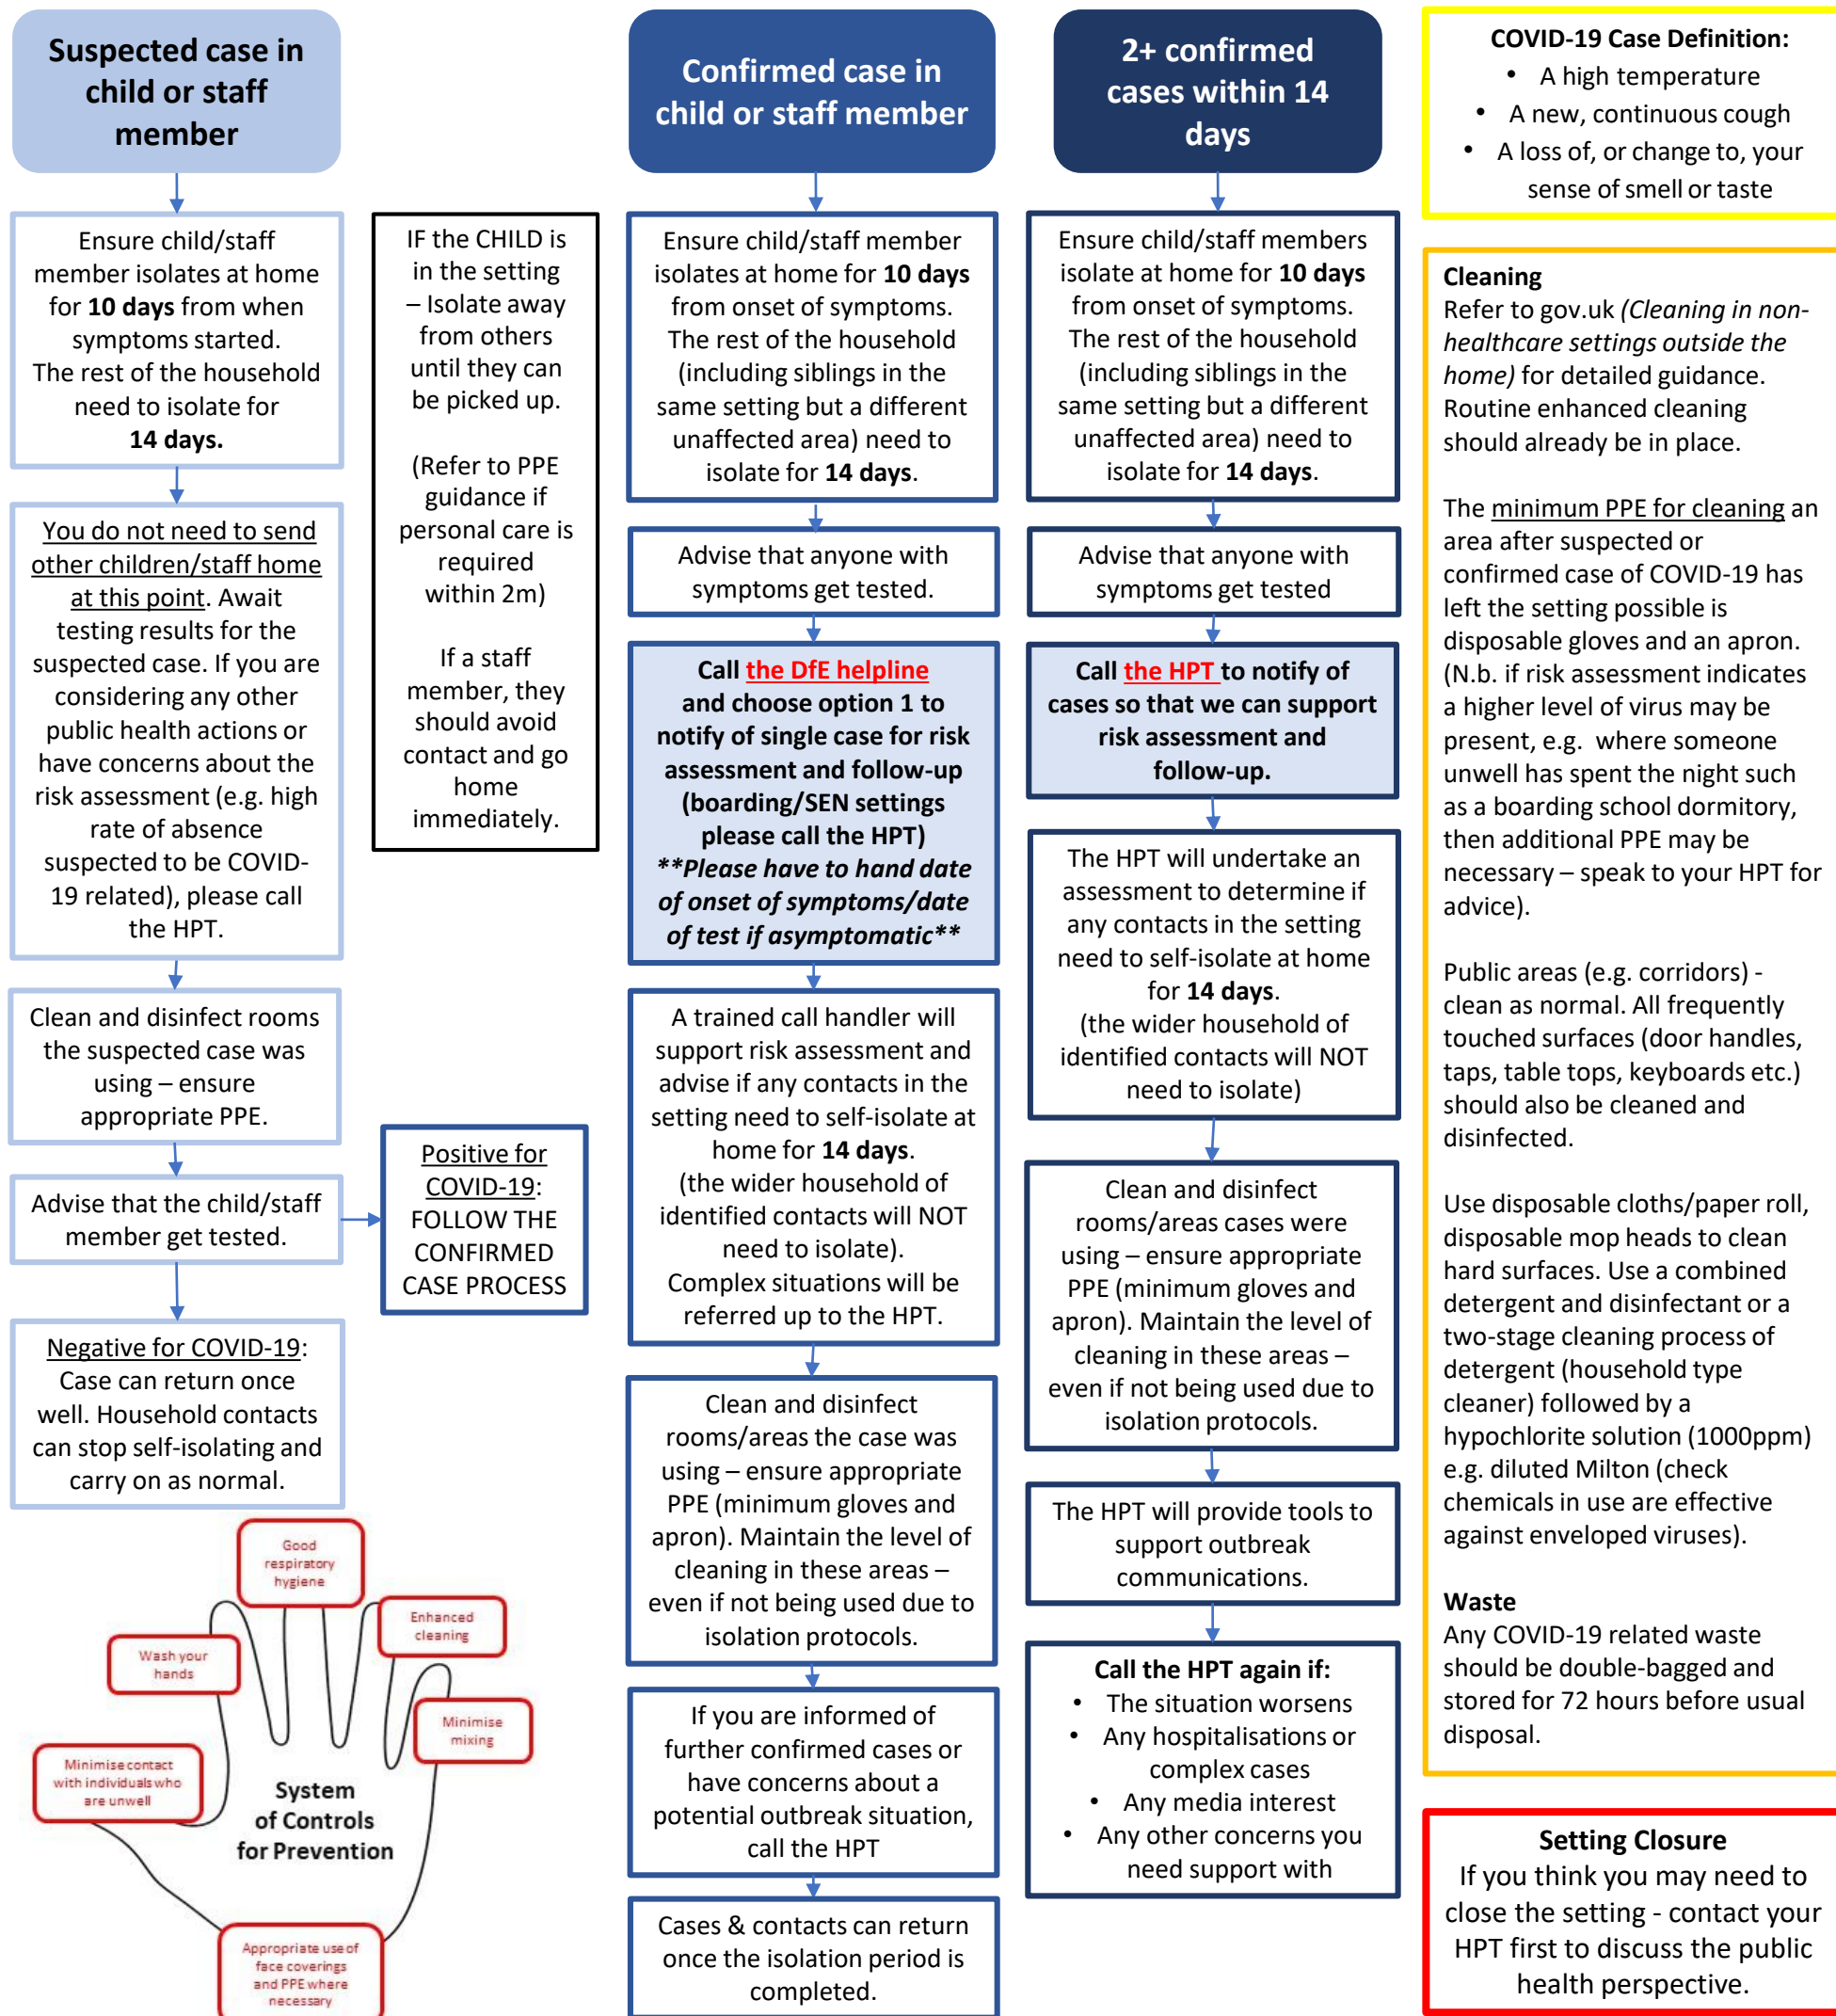 Suspected case in
child or staff
member
Ensure child/staff
member isolates at home
for 10 days from when
symptoms started.
The rest of the household
need to isolate for
14 days.
You do not need to send
other children/staff home
at this point. Await
testing results for the
suspected case. If you are
considering any other
public health actions or
have concerns about the
risk assessment (e.g. high
rate of absence
suspected to be COVID-
19 related), please call
the HPT.
Clean and disinfect rooms
the suspected case was
using – ensure
appropriate PPE.
Advise that the child/staff
member get tested.
Negative for COVID-19:
Case can return once
well. Household contacts
can stop self-isolating and
carry on as normal.
IF the CHILD is
in the setting
– Isolate away
from others
until they can
be picked up.
(Refer to PPE
guidance if
personal care is
required
within 2m)
If a staff
member, they
should avoid
contact and go
home
immediately.
Positive for
COVID-19:
FOLLOW THE
CONFIRMED
CASE PROCESS
Good
respiratory
hygiene
Enhanced
cleaning
Wash your
hands
Minimise
mixing
Minimise contact
with individuals who
are unwell
System
of Controls
for Prevention
Appropriate use of
face coverings
and PPE where
necessary
Confirmed case in
child or staff member
Ensure child/staff member
isolates at home for 10 days
from onset of symptoms.
The rest of the household
(including siblings in the
same setting but a different
unaffected area) need to
isolate for 14 days.
Advise that anyone with
symptoms get tested.
Call the DfE helpline
and choose option 1 to
notify of single case for risk
assessment and follow-up
(boarding/SEN settings
please call the HPT)
**Please have to hand date
of onset of symptoms/date
of test if asymptomatic**
A trained call handler will
support risk assessment and
advise if any contacts in the
setting need to self-isolate at
home for 14 days.
(the wider household of
identified contacts will NOT
need to isolate).
Complex situations will be
referred up to the HPT.
Clean and disinfect
rooms/areas the case was
using – ensure appropriate
PPE (minimum gloves and
apron). Maintain the level of
cleaning in these areas –
even if not being used due to
isolation protocols.
If you are informed of
further confirmed cases or
have concerns about a
potential outbreak situation,
call the HPT
Cases & contacts can return
once the isolation period is
completed.
2+ confirmed
cases within 14
days
Ensure child/staff members
isolate at home for 10 days
from onset of symptoms.
The rest of the household
(including siblings in the
same setting but a different
unaffected area) need to
isolate for 14 days.
Advise that anyone with
symptoms get tested
Call the HPT to notify of
cases so that we can support
risk assessment and
follow-up.
The HPT will undertake an
assessment to determine if
any contacts in the setting
need to self-isolate at home
for 14 days.
(the wider household of
identified contacts will NOT
need to isolate)
Clean and disinfect
rooms/areas cases were
using – ensure appropriate
PPE (minimum gloves and
apron). Maintain the level of
cleaning in these areas –
even if not being used due to
isolation protocols.
The HPT will provide tools to
support outbreak
communications.
Call the HPT again if:
• The situation worsens
• Any hospitalisations or
complex cases
• Any media interest
• Any other concerns you
need support with
COVID-19 Case Definition:
• A high temperature
• A new, continuous cough
• A loss of, or change to, your
sense of smell or taste
Cleaning
Refer to gov.uk (Cleaning in non-
healthcare settings outside the
home) for detailed guidance.
Routine enhanced cleaning
should already be in place.
The minimum PPE for cleaning an
area after suspected or
confirmed case of COVID-19 has
left the setting possible is
disposable gloves and an apron.
(N.b. if risk assessment indicates
a higher level of virus may be
present, e.g. where someone
unwell has spent the night such
as a boarding school dormitory,
then additional PPE may be
necessary – speak to your HPT for
advice).
Public areas (e.g. corridors) -
clean as normal. All frequently
touched surfaces (door handles,
taps, table tops, keyboards etc.)
should also be cleaned and
disinfected.
Use disposable cloths/paper roll,
disposable mop heads to clean
hard surfaces. Use a combined
detergent and disinfectant or a
two-stage cleaning process of
detergent (household type
cleaner) followed by a
hypochlorite solution (1000ppm)
e.g. diluted Milton (check
chemicals in use are effective
against enveloped viruses).
Waste
Any COVID-19 related waste
should be double-bagged and
stored for 72 hours before usual
disposal.
Setting Closure
If you think you may need to
close the setting - contact your
HPT first to discuss the public
health perspective.